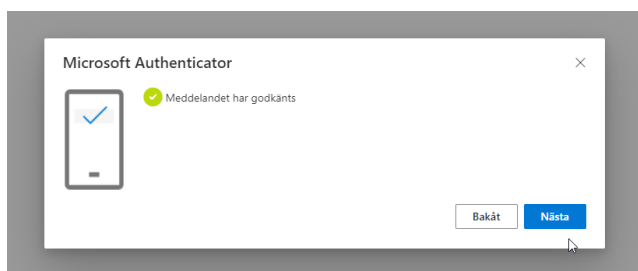 Microsoft Authenticator
Meddelandet har godkänts
Bakåt
Nästa